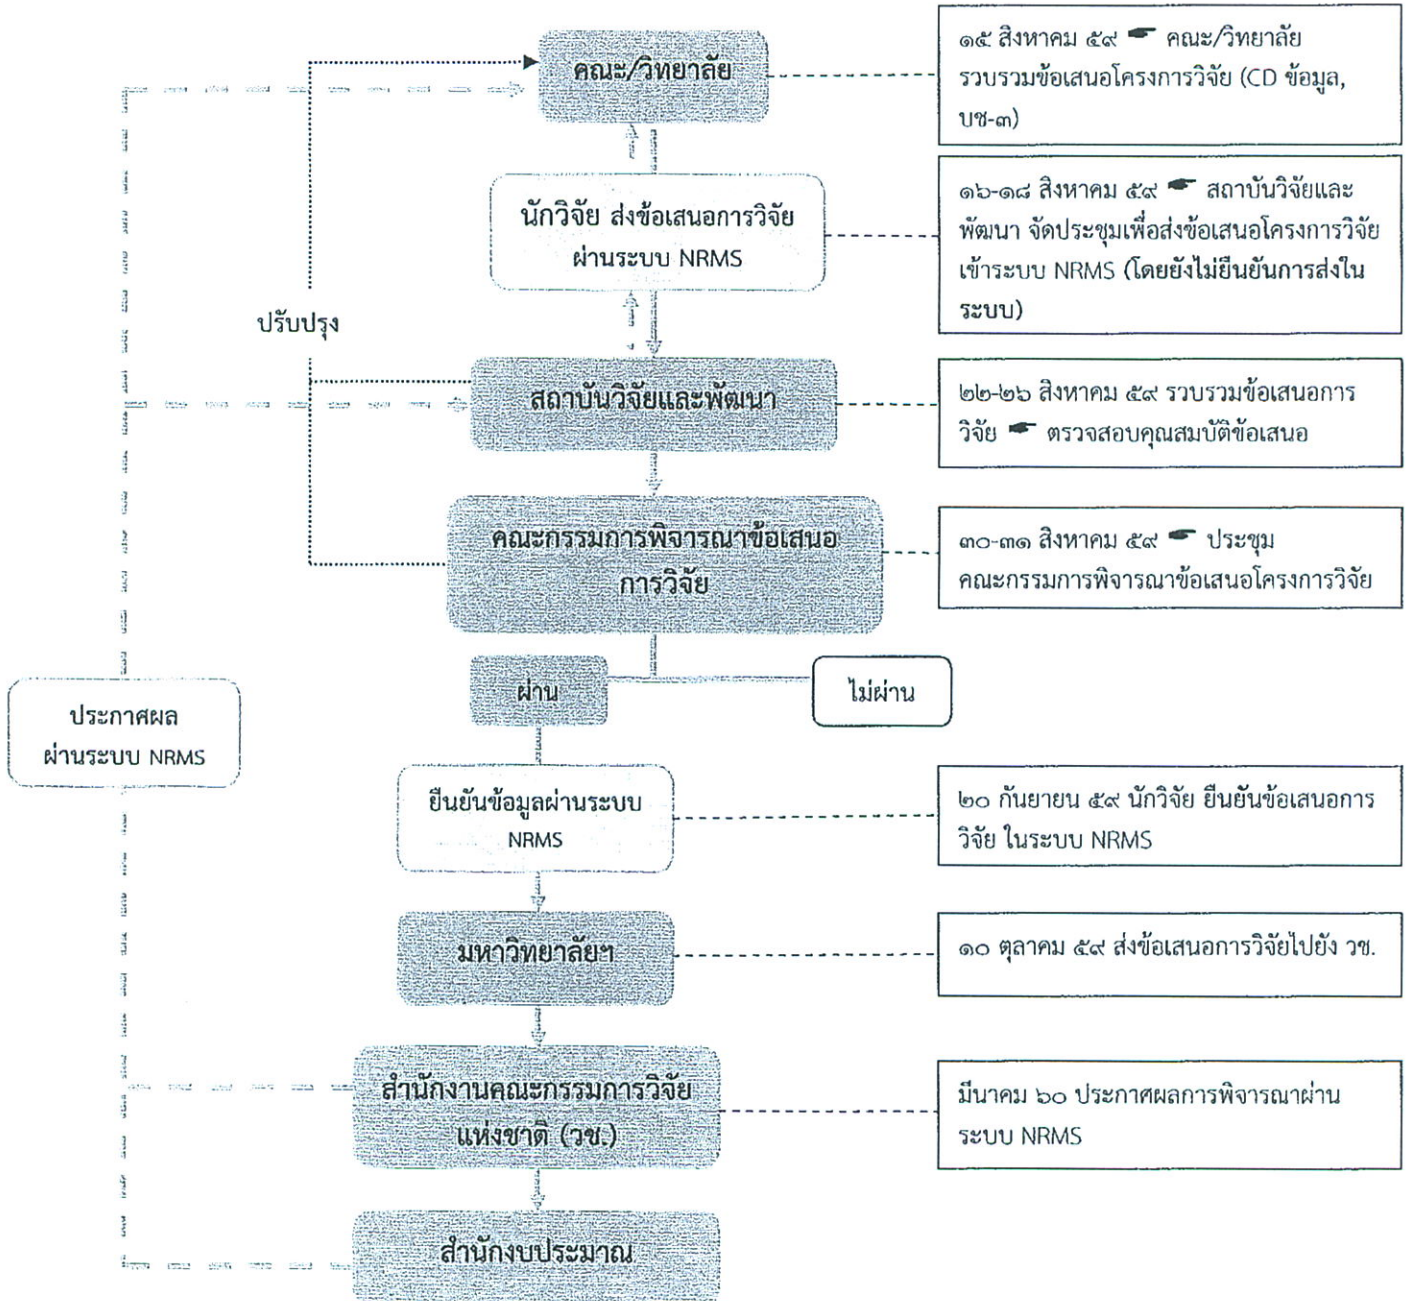 คณะ/วิทยาลัย
๑๕ สิงหาคม ๕๙ ☛ คณะ/วิทยาลัย
รวบรวมข้อเสนอโครงการวิจัย (CD ข้อมูล,
บช-๓)
นักวิจัย ส่งข้อเสนอการวิจัย
ผ่านระบบ NRMS
๑๖-๑๘ สิงหาคม ๕๙ ☛ สถาบันวิจัยและ
พัฒนา จัดประชุมเพื่อส่งข้อเสนอโครงการวิจัย
เข้าระบบ NRMS (โดยยังไม่ยืนยันการส่งใน
ระบบ)
ปรับปรุง
สถาบันวิจัยและพัฒนา
๒๒-๒๖ สิงหาคม ๕๙ รวบรวมข้อเสนอการ
วิจัย ☛ ตรวจสอบคุณสมบัติข้อเสนอ
คณะกรรมการพิจารณาข้อเสนอ
การวิจัย
๓๐-๓๑ สิงหาคม ๕๙ ☛ ประชุม
คณะกรรมการพิจารณาข้อเสนอโครงการวิจัย
ผ่าน
ไม่ผ่าน
ประกาศผล
ผ่านระบบ NRMS
ยืนยันข้อมูลผ่านระบบ
NRMS
๒๐ กันยายน ๕๙ นักวิจัย ยืนยันข้อเสนอการ
วิจัย ในระบบ NRMS
มหาวิทยาลัยฯ
๑๐ ตุลาคม ๕๙ ส่งข้อเสนอการวิจัยไปยัง วช.
สำนักงานคณะกรรมการวิจัย
แห่งชาติ (วช.)
มีนาคม ๖๐ ประกาศผลการพิจารณาผ่าน
ระบบ NRMS
สำนักงบประมาณ